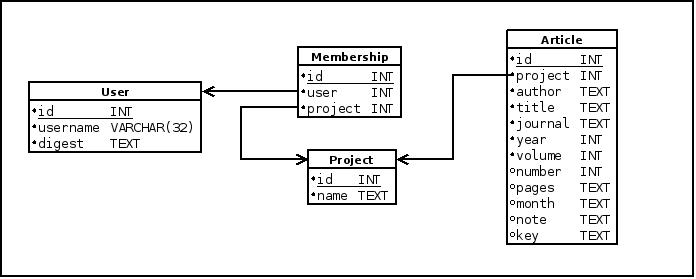 User
id INT
username VARCHAR(32)
digest TEXT
Membership
id INT
user INT
project INT
Project
id INT
name TEXT
Article
id INT
project INT
author TEXT
title TEXT
journal TEXT
year INT
volume INT
number INT
pages TEXT
month TEXT
note TEXT
key TEXT